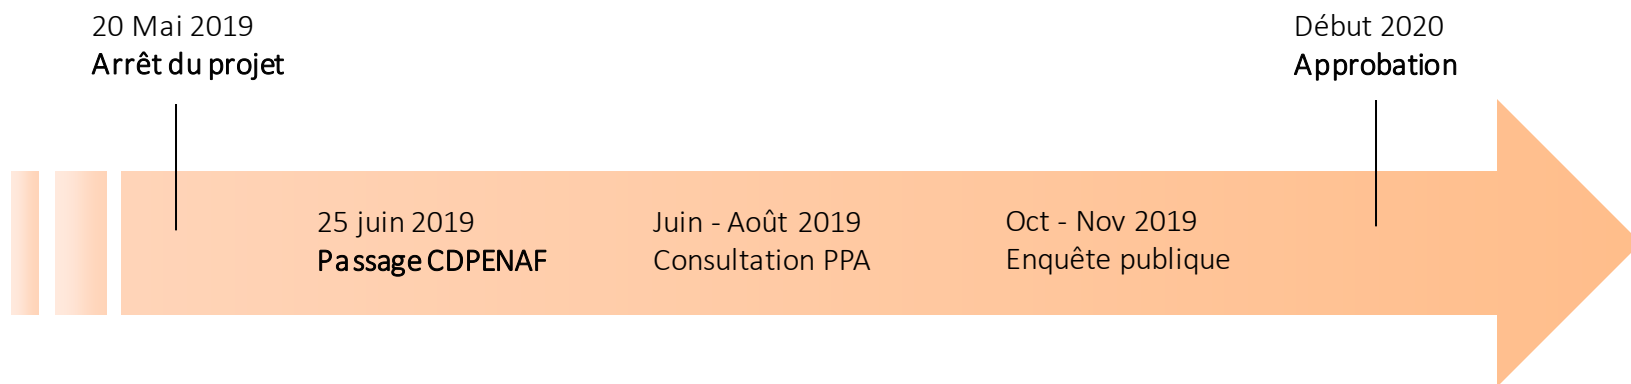 20 Mai 2019
Arrêt du projet
25 juin 2019
Passage CDPENAF
Juin - Août 2019
Consultation PPA
Oct - Nov 2019
Enquête publique
Début 2020
Approbation